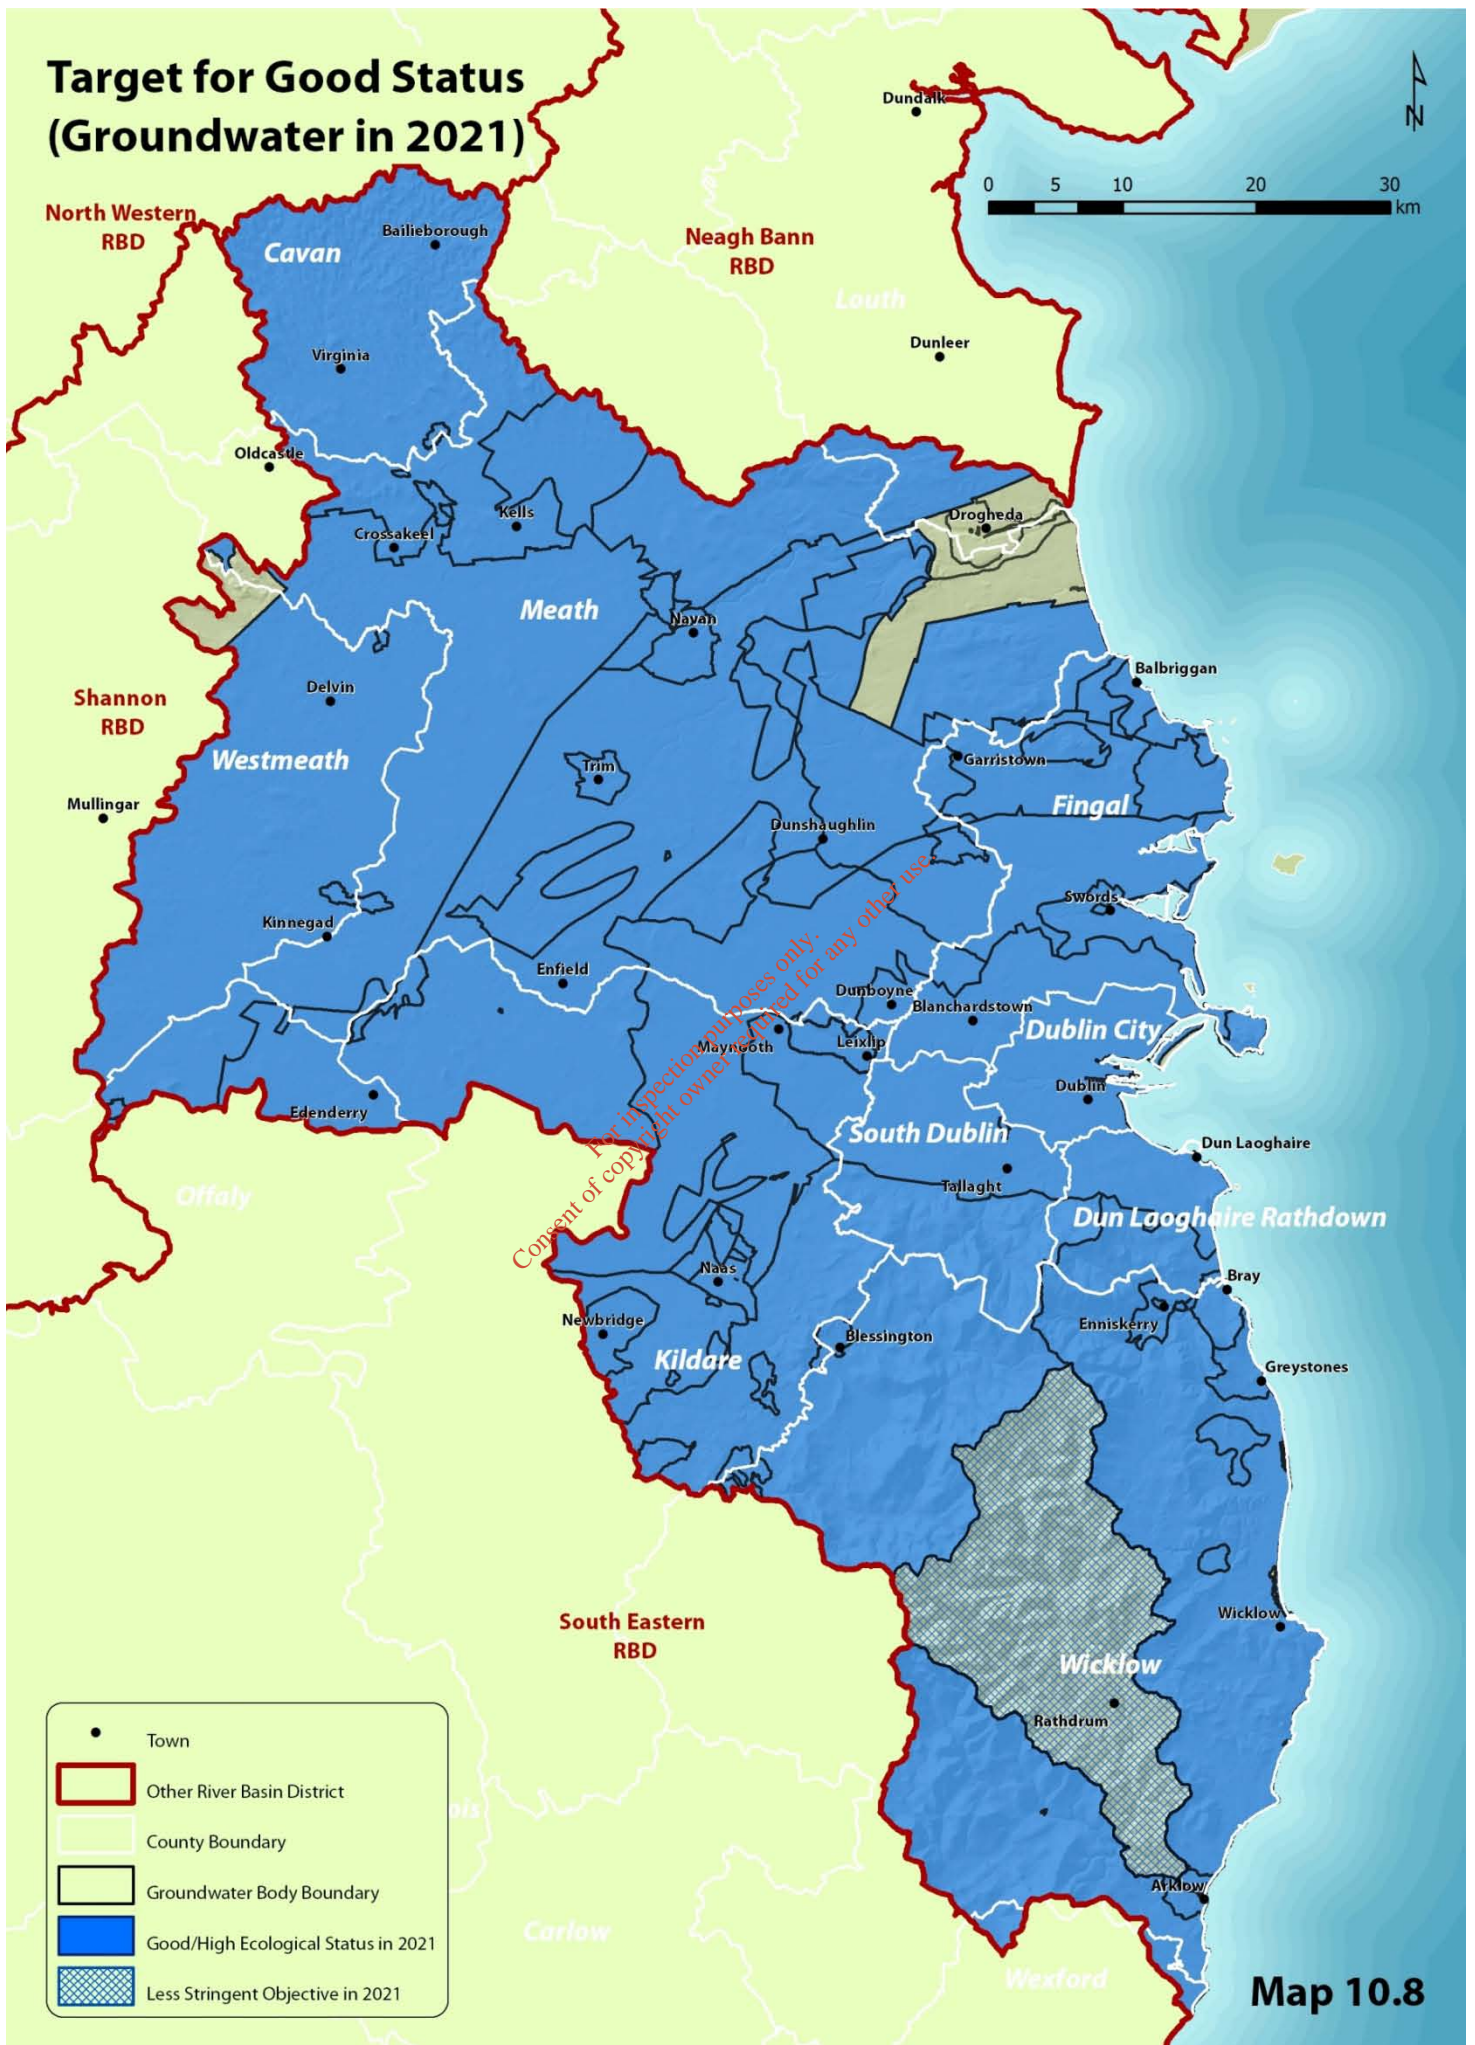 Target for Good Status
(Groundwater in 2021)
Dundalk
N
0 5 10 20 30
km
North Western
RBD
Cavan
Bailieborough
Neagh Bann
RBD
Louth
Dunleer
Virginia
Oldcastle
Kells
Crossakeel
Drogheda
Meath
Navan
Shannon
RBD
Delvin
Balbriggan
Westmeath
Trim
Garristown
Fingal
Mullingar
Dunshaughlin
Swords
Kinnegad
Enfield
Dunboyne
Blanchardstown
Maynooth
Leixlip
Dublin City
Dublin
Edenderry
South Dublin
Dun Laoghaire
Tallaght
Offaly
Dun Laoghaire Rathdown
For inspection purposes only.
Consent of copyright owner required for any other use.
Naas
Bray
Newbridge
Enniskerry
Blessington
Kildare
Greystones
South Eastern
RBD
Wicklow
Wicklow
Rathdrum
Arklow
Carlow
Wexford
ois
Town
Other River Basin District
County Boundary
Groundwater Body Boundary
Good/High Ecological Status in 2021
Less Stringent Objective in 2021
Map 10.8